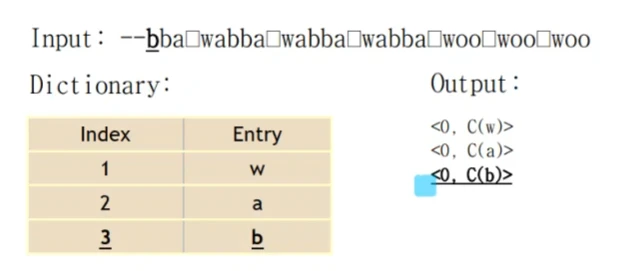 Input: --bba□wabba□wabba□wabba□woo□woo□woo
Dictionary:
Output:
Index Entry
1 w
2 a
3 b
<0, C(w)>
<0, C(a)>
<0, C(b)>